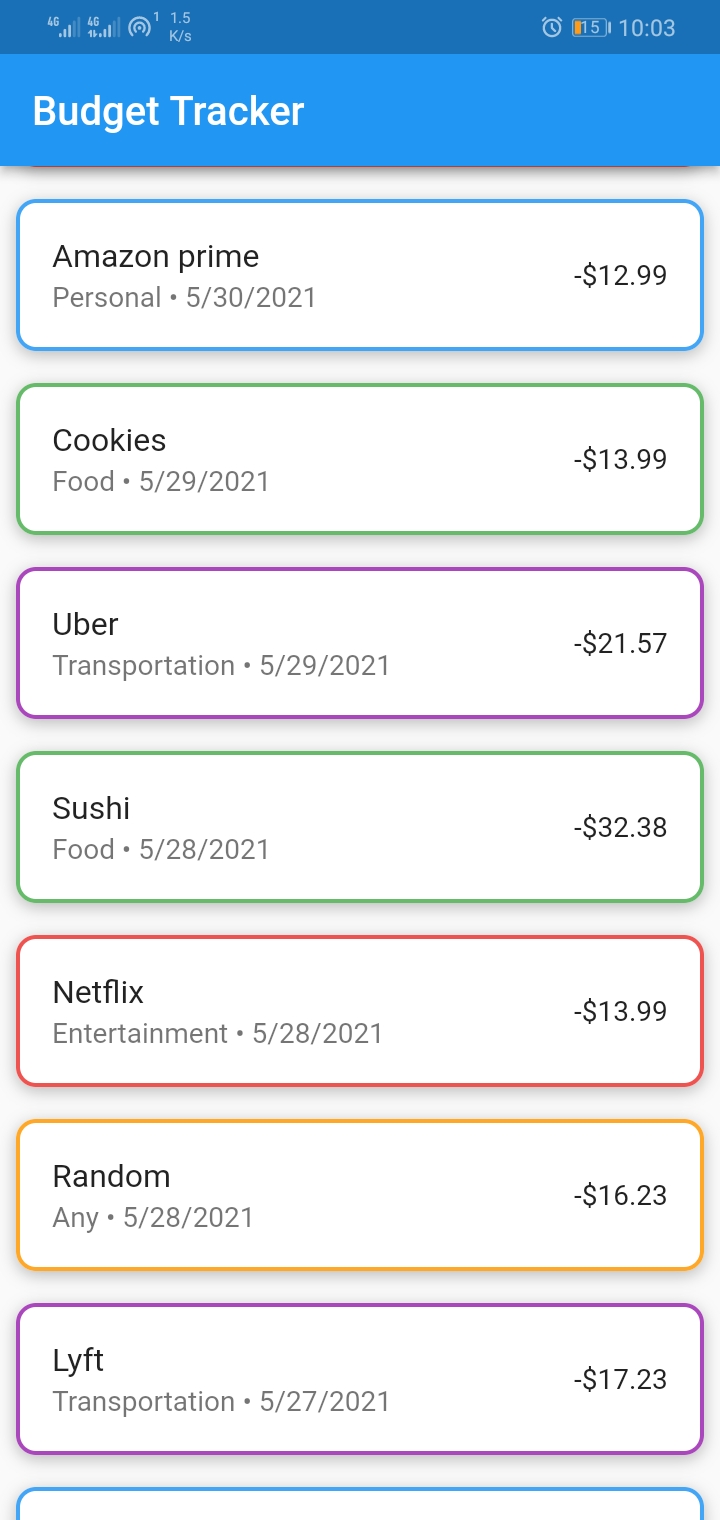 4G 4G 1 1.5 K/s 15 10:03
Budget Tracker
Amazon prime
Personal • 5/30/2021
-$12.99
Cookies
Food • 5/29/2021
-$13.99
Uber
Transportation • 5/29/2021
-$21.57
Sushi
Food • 5/28/2021
-$32.38
Netflix
Entertainment • 5/28/2021
-$13.99
Random
Any • 5/28/2021
-$16.23
Lyft
Transportation • 5/27/2021
-$17.23